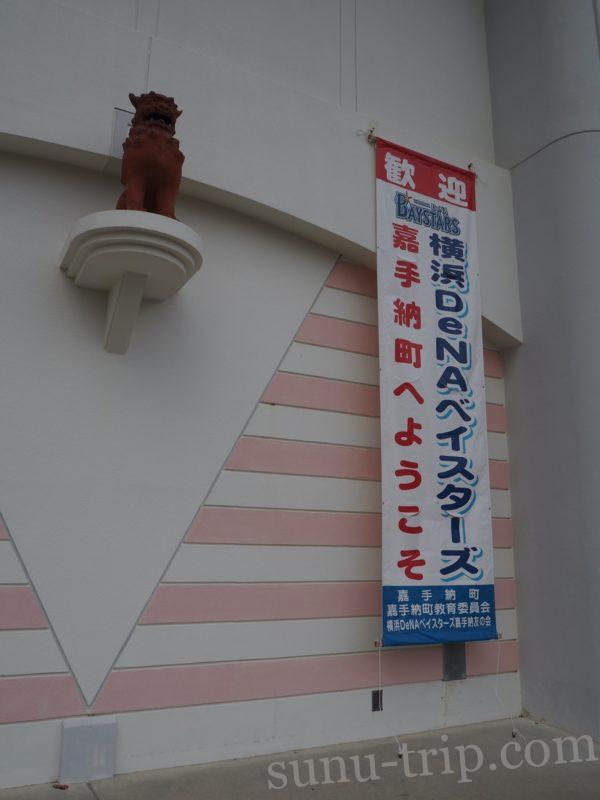 歓迎
BAYSTARS
横浜DeNAベイスターズ
嘉手納町へようこそ
嘉手納町
嘉手納町教育委員会
横浜DeNAベイスターズ嘉手納友の会
sunu-trip.com